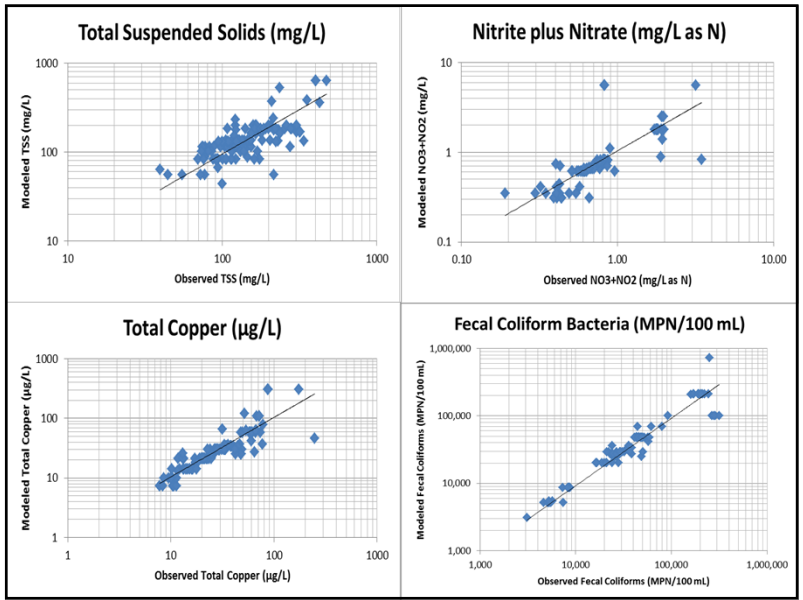 Total Suspended Solids (mg/L)
1000
100
10
Modeled TSS (mg/L)
10 100 1000
Observed TSS (mg/L)
Nitrite plus Nitrate (mg/L as N)
10
1
0.1
Modeled NO3+NO2 (mg/L)
0.10 1.00 10.00
Observed NO3+NO2 (mg/L as N)
Total Copper (µg/L)
1000
100
10
1
Modeled Total Copper (µg/L)
1 10 100 1000
Observed Total Copper (µg/L)
Fecal Coliform Bacteria (MPN/100 mL)
1,000,000
100,000
10,000
1,000
Modeled Fecal Coliforms (MPN/100 mL)
1,000 10,000 100,000 1,000,000
Observed Fecal Coliforms (MPN/100 mL)